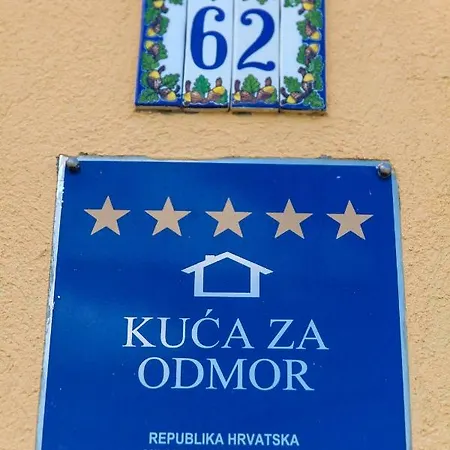 62
KUĆA ZA
ODMOR
REPUBLIKA HRVATSKA